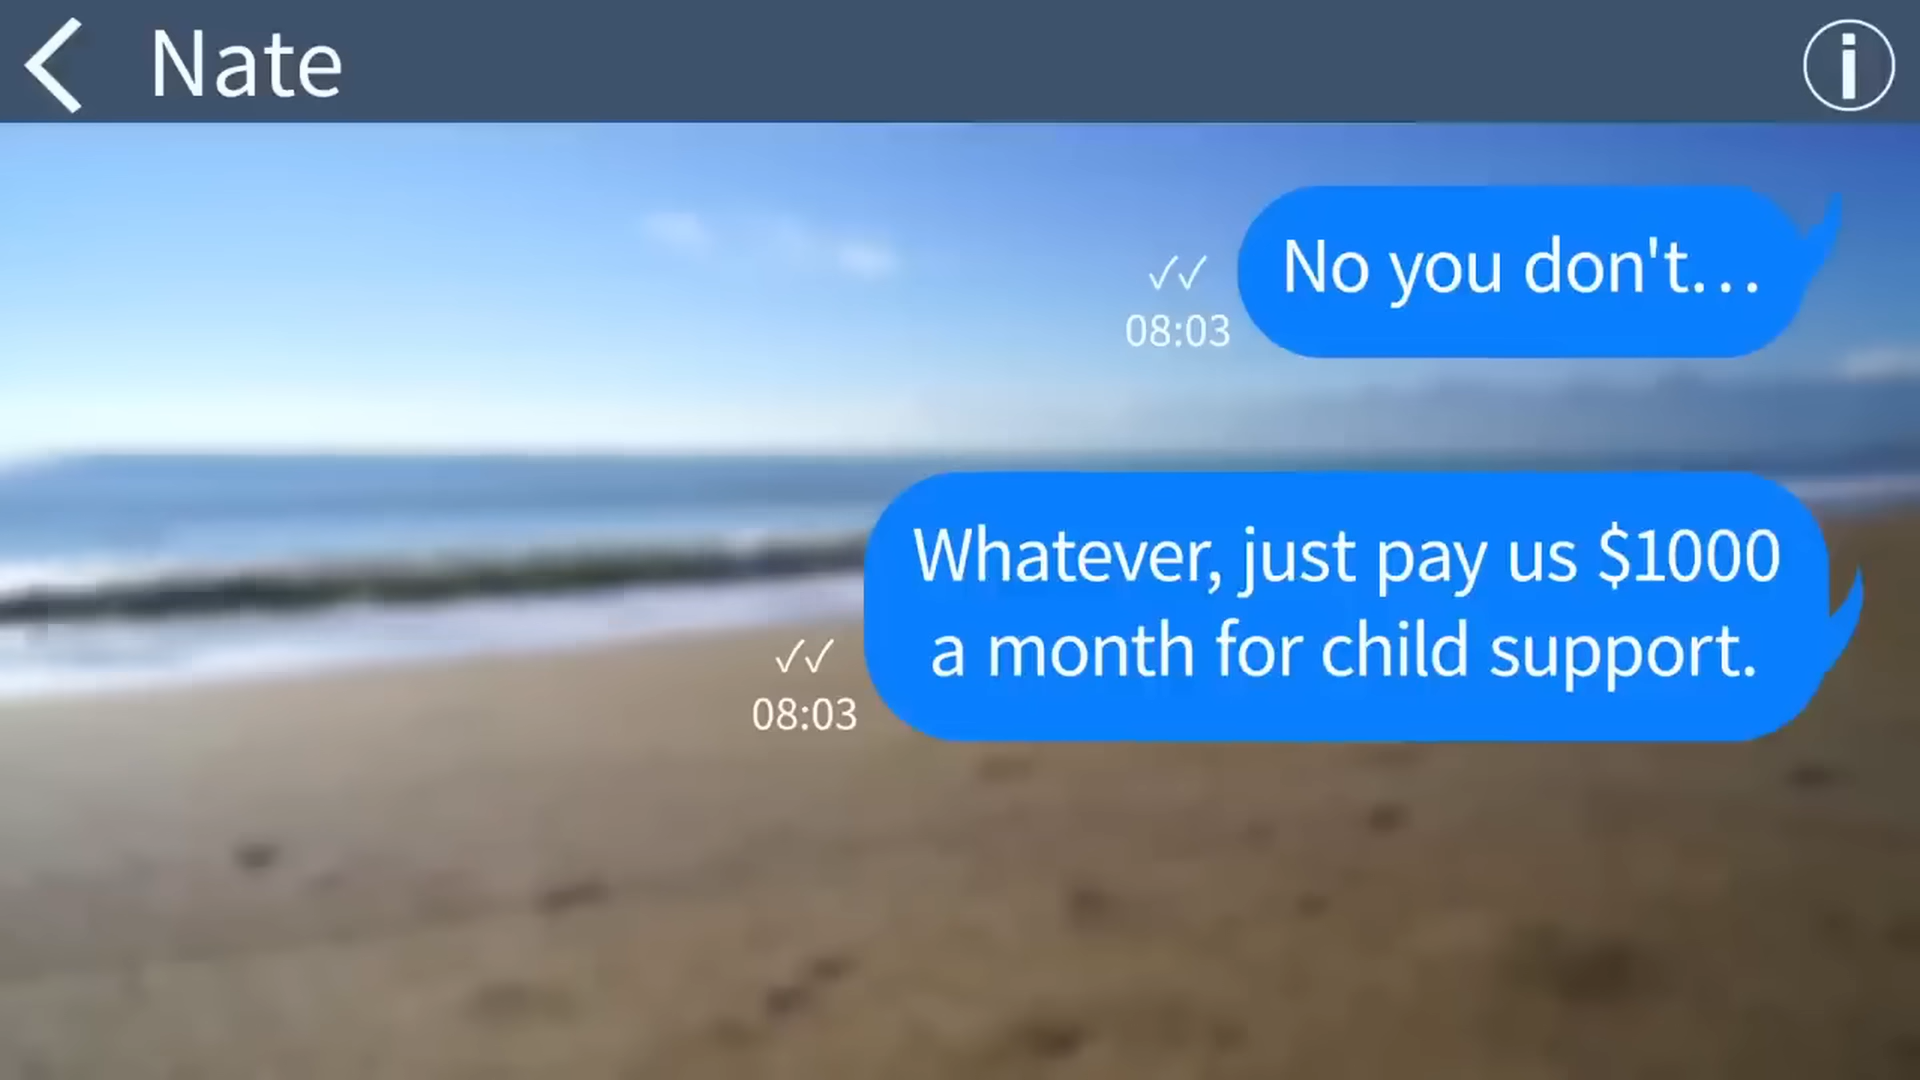 Nate
No you don't...
08:03
Whatever, just pay us $1000
a month for child support.
08:03